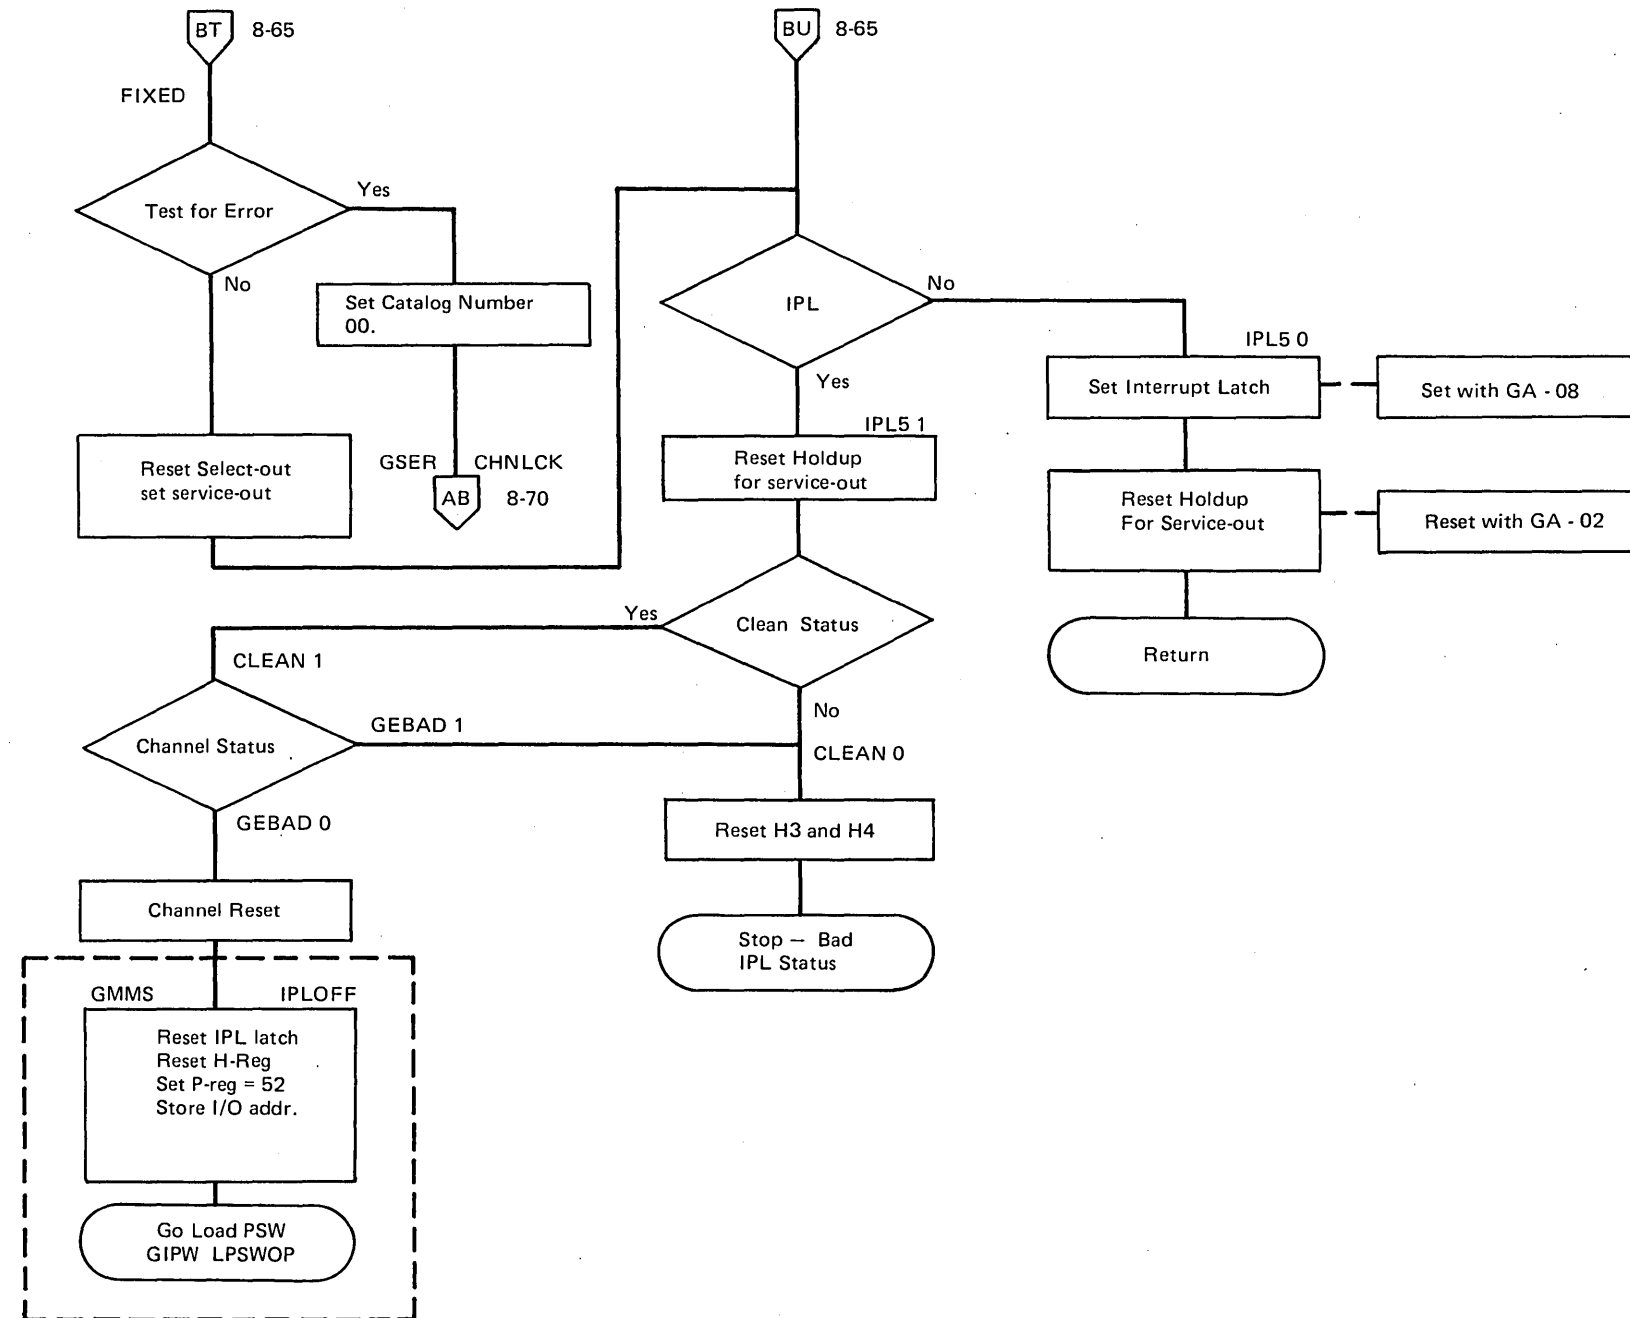 BT 8-65
BU 8-65
FIXED
Test for Error
Yes
No
Set Catalog Number
00.
Reset Select-out
set service-out
GSER CHNLCK
AB 8-70
IPL
No
Yes
IPL5 0
Set Interrupt Latch
Set with GA - 08
IPL5 1
Reset Holdup
for service-out
Reset Holdup
For Service-out
Reset with GA - 02
Return
Clean Status
Yes
No
CLEAN 1
CLEAN 0
Channel Status
GEBAD 1
GEBAD 0
Reset H3 and H4
Stop — Bad
IPL Status
Channel Reset
GMMS IPLOFF
Reset IPL latch
Reset H-Reg
Set P-reg = 52
Store I/O addr.
Go Load PSW
GIPW LPSWOP